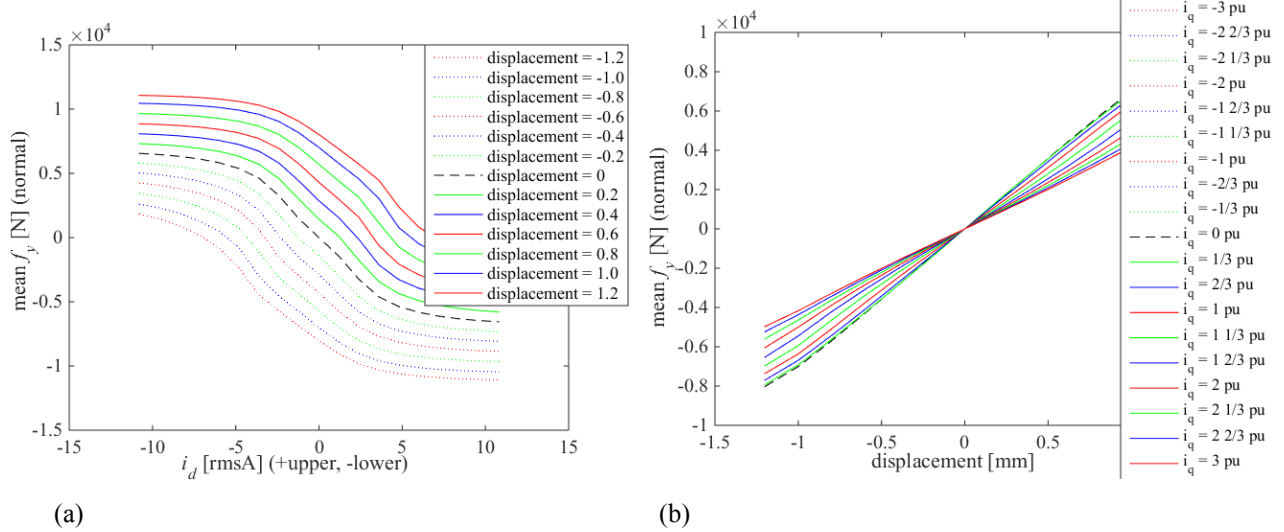 ×10⁴
1.5
1
0.5
0
-0.5
-1
-1.5
-15
-10
-5
0
5
10
15
mean f_y [N] (normal)
i_d [rmsA] (+upper, -lower)
displacement = -1.2
displacement = -1.0
displacement = -0.8
displacement = -0.6
displacement = -0.4
displacement = -0.2
displacement = 0
displacement = 0.2
displacement = 0.4
displacement = 0.6
displacement = 0.8
displacement = 1.0
displacement = 1.2
(a)
×10⁴
1
0.8
0.6
0.4
0.2
0
-0.2
-0.4
-0.6
-0.8
-1
-1.5
-1
-0.5
0
0.5
mean f_y [N] (normal)
displacement [mm]
i_q = -3 pu
i_q = -2 2/3 pu
i_q = -2 1/3 pu
i_q = -2 pu
i_q = -1 2/3 pu
i_q = -1 1/3 pu
i_q = -1 pu
i_q = -2/3 pu
i_q = -1/3 pu
i_q = 0 pu
i_q = 1/3 pu
i_q = 2/3 pu
i_q = 1 pu
i_q = 1 1/3 pu
i_q = 1 2/3 pu
i_q = 2 pu
i_q = 2 1/3 pu
i_q = 2 2/3 pu
i_q = 3 pu
(b)